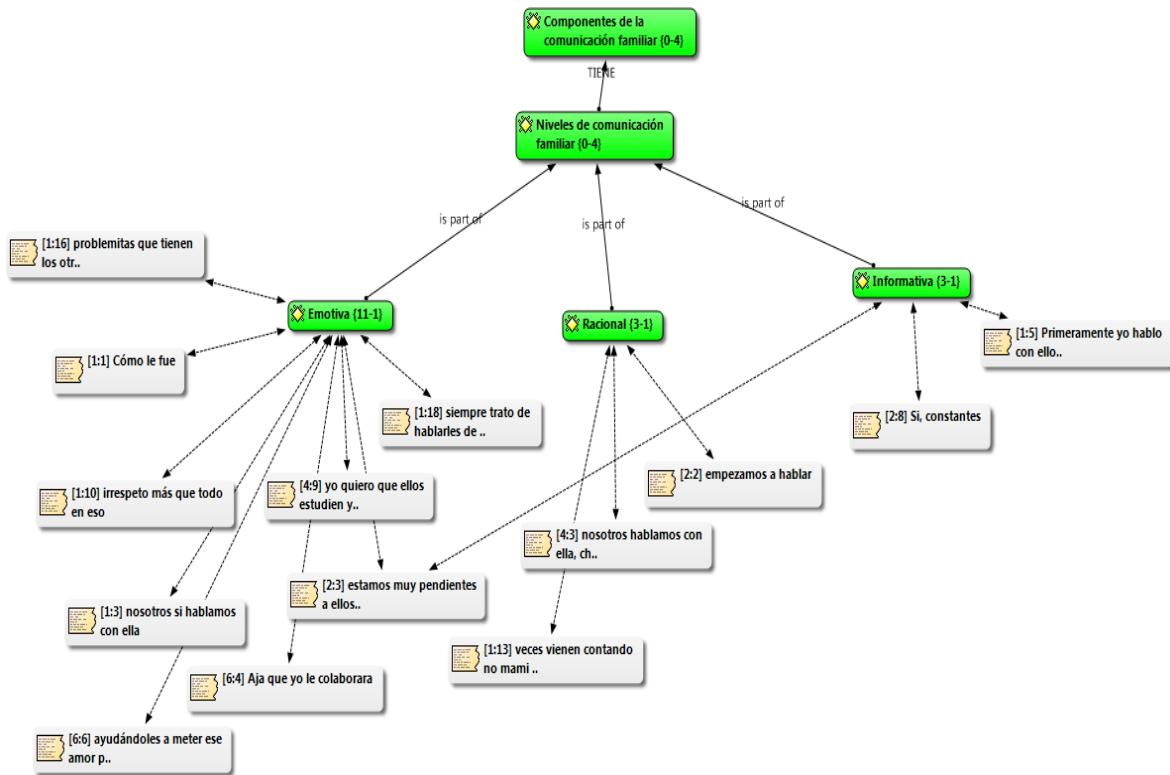 Componentes de la
comunicación familiar {0-4}
TIENE
Niveles de comunicación
familiar {0-4}
is part of
is part of
is part of
[1:16] problemitas que tienen
los otr..
Emotiva {11-1}
Racional {3-1}
Informativa {3-1}
[1:1] Cómo le fue
[1:5] Primeramente yo hablo
con ello..
[1:18] siempre trato de
hablarles de ..
[2:8] Si, constantes
[1:10] irrespeto más que todo
en eso
[4:9] yo quiero que ellos
estudien y..
[2:2] empezamos a hablar
[4:3] nosotros hablamos con
ella, ch..
[2:3] estamos muy pendientes
a ellos..
[1:3] nosotros si hablamos
con ella
[1:13] veces vienen contando
no mami ..
[6:4] Aja que yo le colaborara
[6:6] ayudándoles a meter ese
amor p..